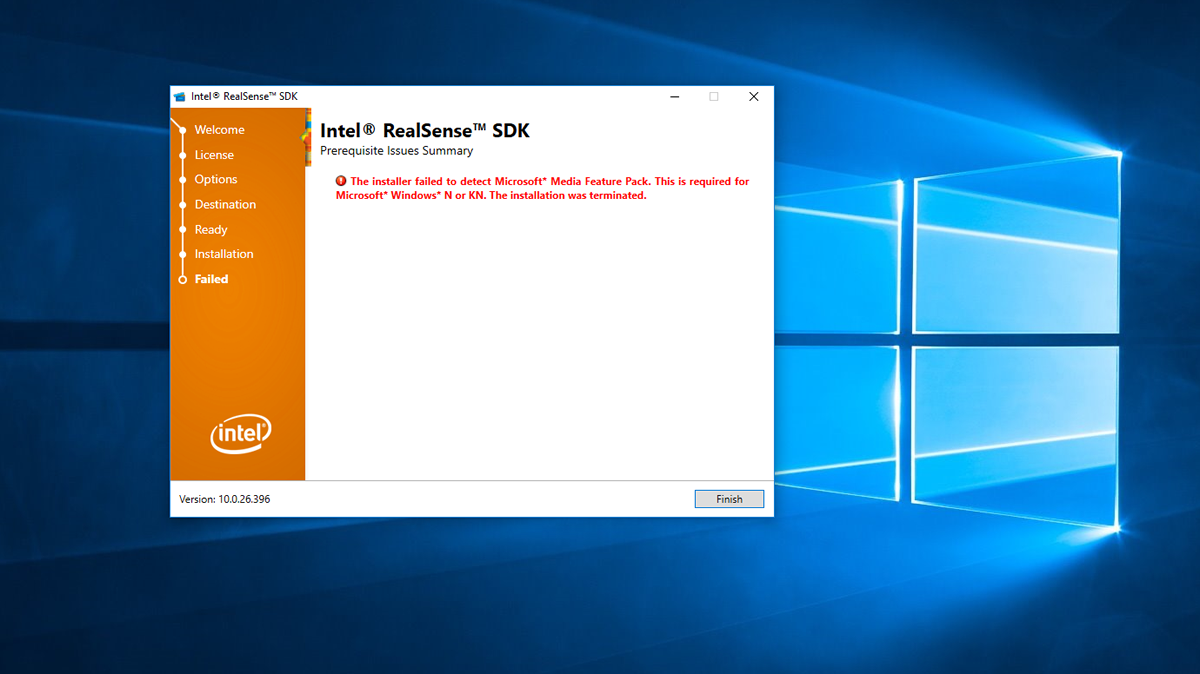 Intel® RealSense™ SDK
Welcome
License
Options
Destination
Ready
Installation
Failed
intel®
Intel® RealSense™ SDK
Prerequisite Issues Summary
The installer failed to detect Microsoft* Media Feature Pack. This is required for
Microsoft* Windows* N or KN. The installation was terminated.
Version: 10.0.26.396
Finish